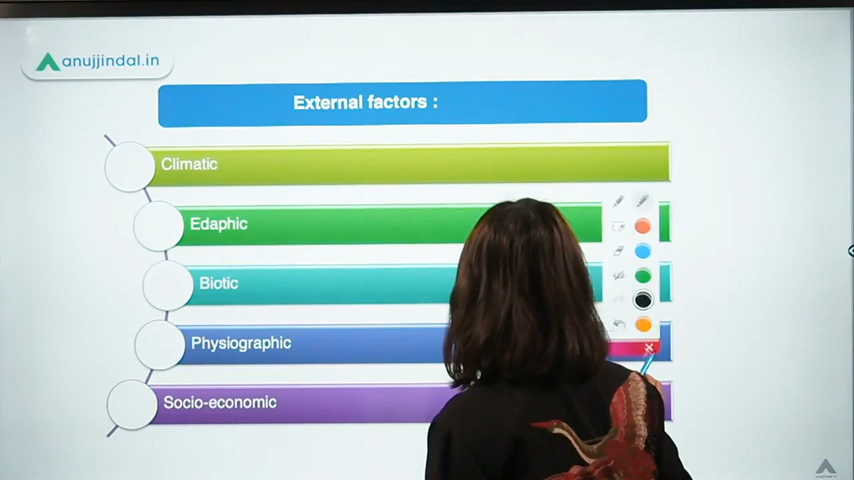 anujjindal.in
External factors :
Climatic
Edaphic
Biotic
Physiographic
Socio-economic